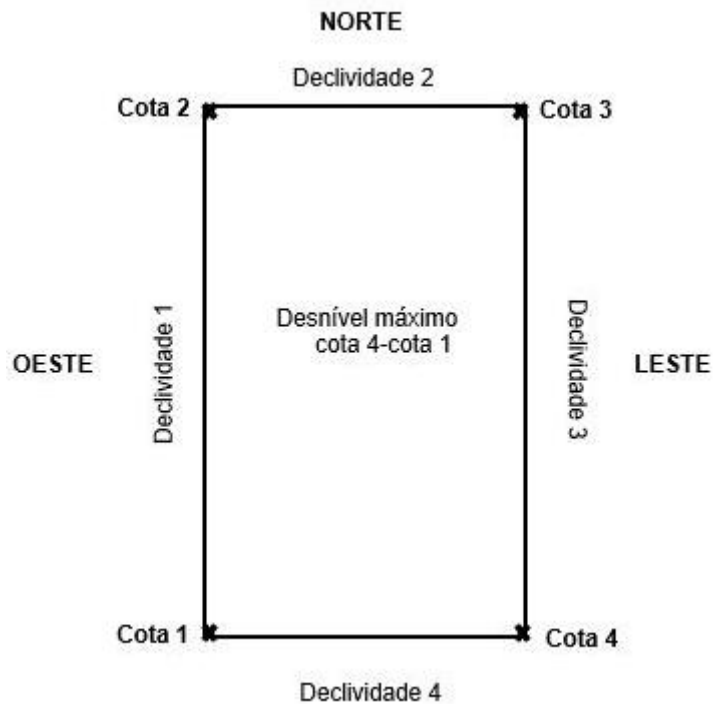 NORTE
Declividade 2
Cota 2
Cota 3
Desnível máximo
cota 4-cota 1
Declividade 1
Declividade 3
OESTE
LESTE
Cota 1
Cota 4
Declividade 4